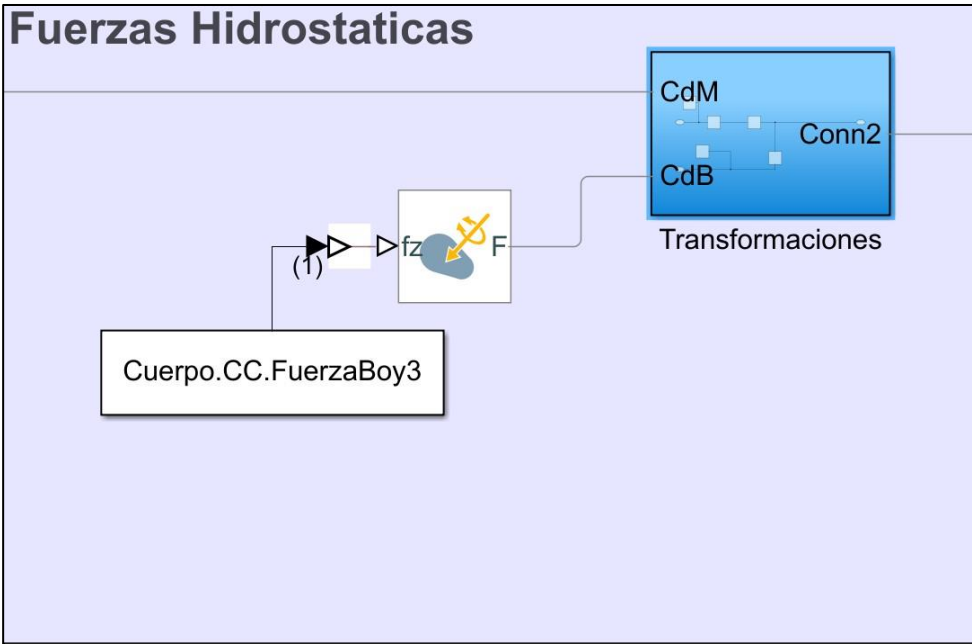 Fuerzas Hidrostaticas
CdM
Conn2
CdB
Transformaciones
(1)
fz
F
Cuerpo.CC.FuerzaBoy3